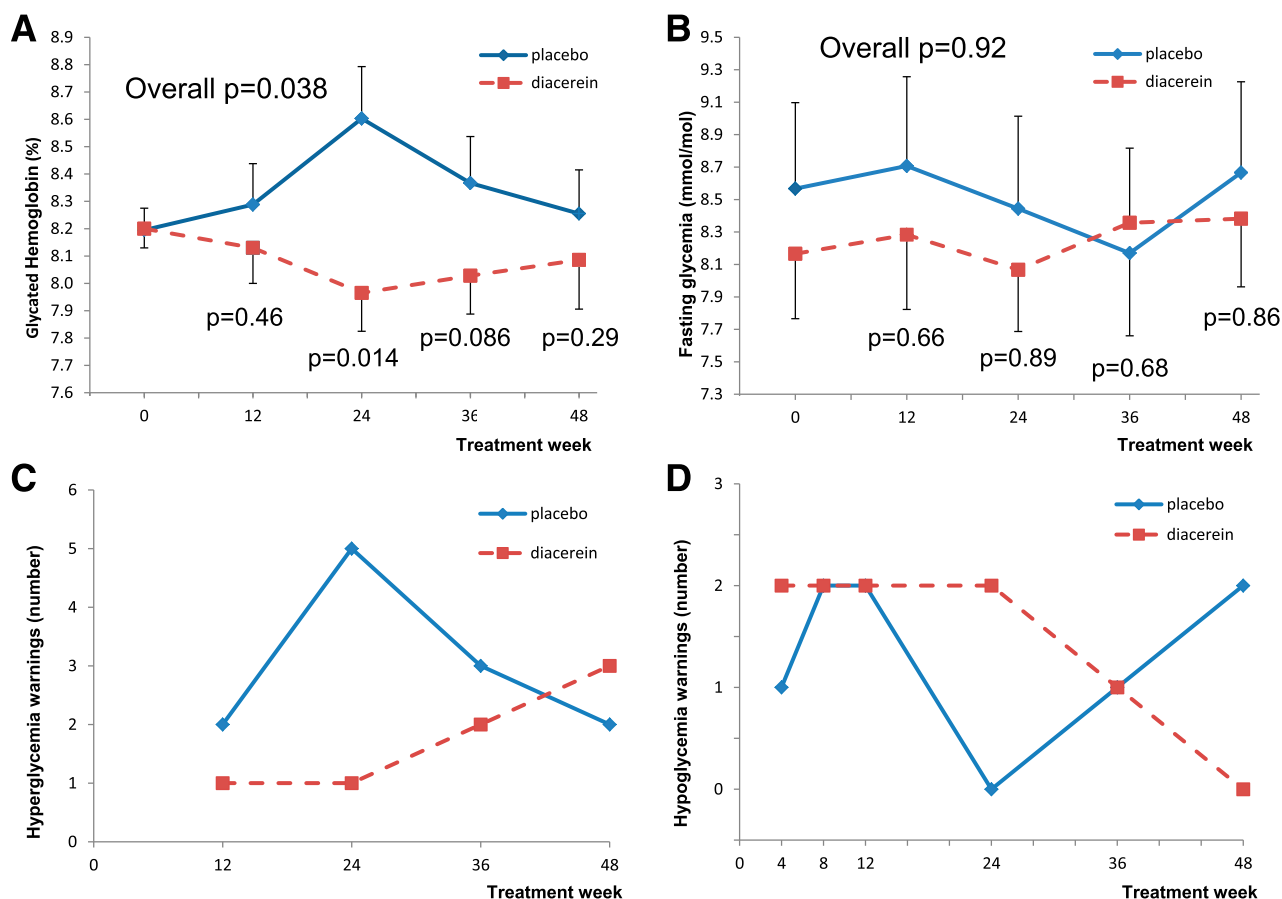 A
Glycated Hemoglobin (%)
8.9
8.8
8.7
8.6
8.5
8.4
8.3
8.2
8.1
8.0
7.9
7.8
7.7
7.6
Overall p=0.038
placebo
diacerein
p=0.46
p=0.014
p=0.086
p=0.29
0 12 24 36 48
Treatment week
B
Fasting glycemia (mmol/mol)
9.5
9.3
9.1
8.9
8.7
8.5
8.3
8.1
7.9
7.7
7.5
7.3
Overall p=0.92
placebo
diacerein
p=0.66
p=0.89
p=0.68
p=0.86
0 12 24 36 48
Treatment week
C
Hyperglycemia warnings (number)
6
5
4
3
2
1
0
placebo
diacerein
0 12 24 36 48
Treatment week
D
Hypoglycemia warnings (number)
3
2
1
0
placebo
diacerein
0 4 8 12 24 36 48
Treatment week